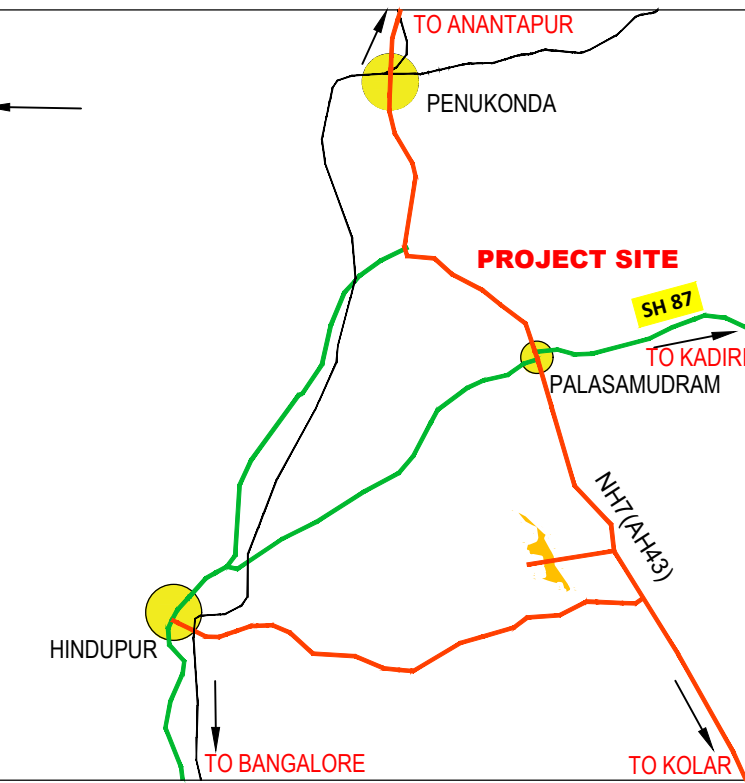 TO ANANTAPUR
PENUKONDA
PROJECT SITE
SH 87
TO KADIRI
PALASAMUDRAM
NH7(AH43)
HINDUPUR
TO BANGALORE
TO KOLAR